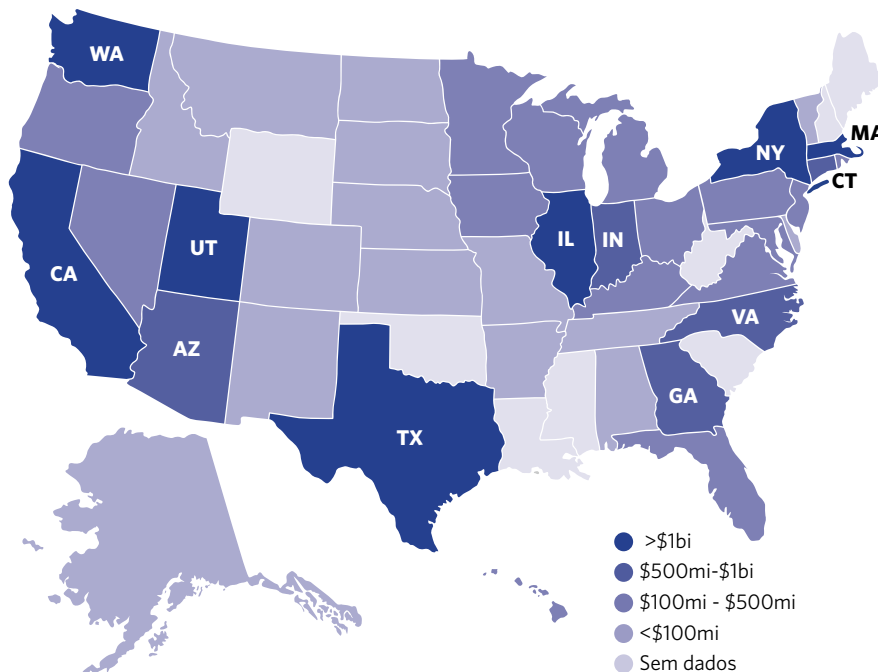 WA
MA
NY
CT
UT
IL
IN
CA
VA
AZ
GA
TX
>$1bi
$500mi-$1bi
$100mi - $500mi
<$100mi
Sem dados